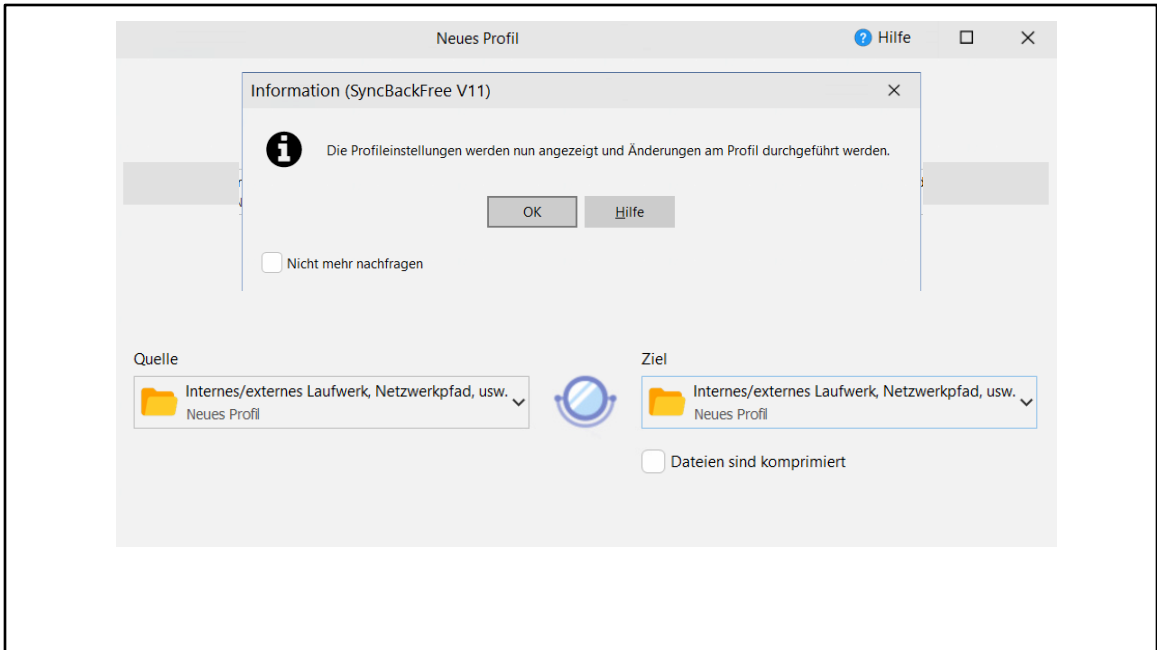 Neues Profil
Hilfe
Information (SyncBackFree V11)
Die Profileinstellungen werden nun angezeigt und Änderungen am Profil durchgeführt werden.
OK
Hilfe
Nicht mehr nachfragen
Quelle
Ziel
Internes/externes Laufwerk, Netzwerkpfad, usw.
Neues Profil
Internes/externes Laufwerk, Netzwerkpfad, usw.
Neues Profil
Dateien sind komprimiert